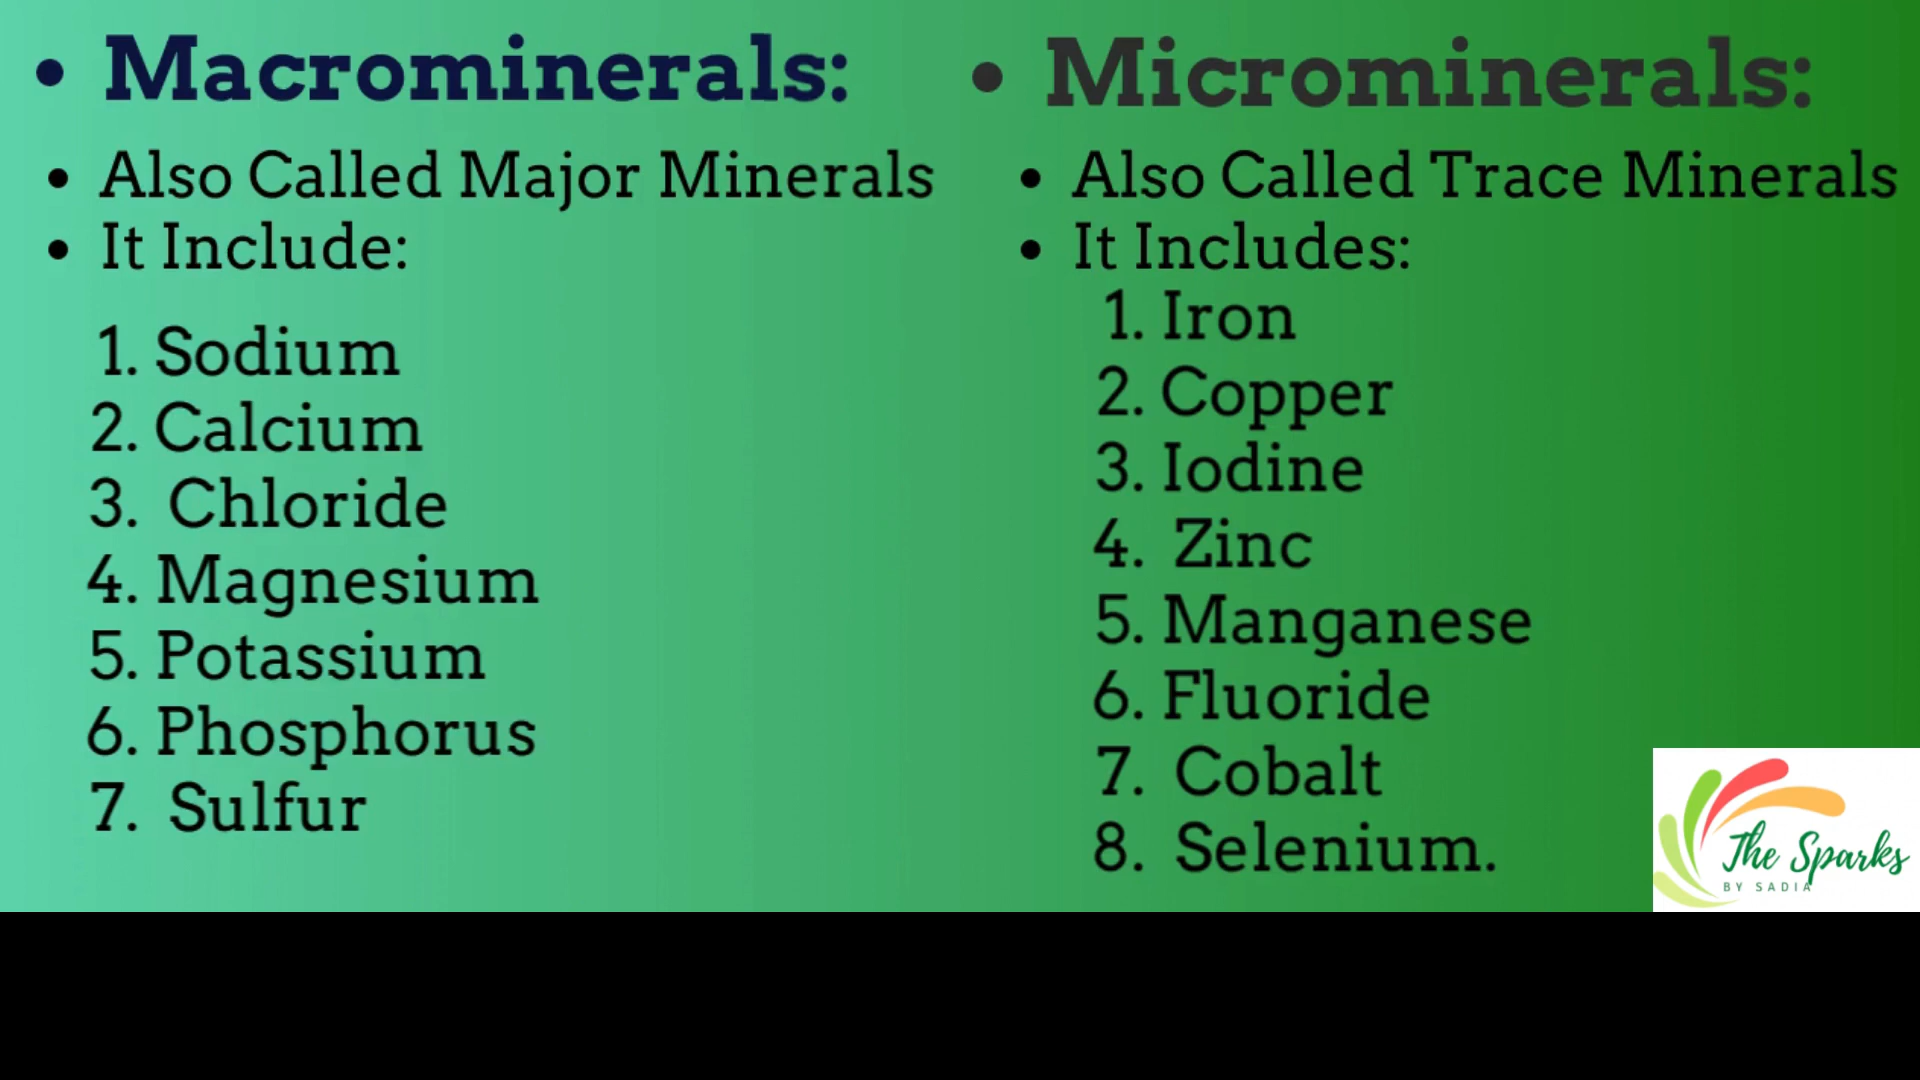 • Macrominerals:
• Also Called Major Minerals
• It Include:
1. Sodium
2. Calcium
3. Chloride
4. Magnesium
5. Potassium
6. Phosphorus
7. Sulfur
• Microminerals:
• Also Called Trace Minerals
• It Includes:
1. Iron
2. Copper
3. Iodine
4. Zinc
5. Manganese
6. Fluoride
7. Cobalt
8. Selenium.
The Sparks
BY SADIA